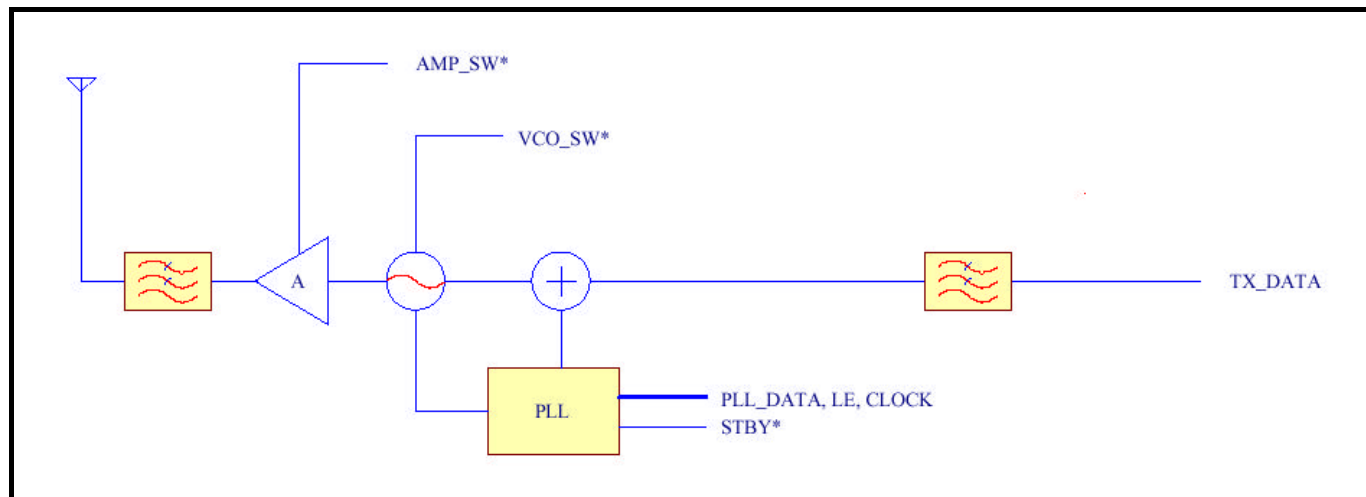 AMP_SW*
VCO_SW*
A
TX_DATA
PLL
PLL_DATA, LE, CLOCK
STBY*